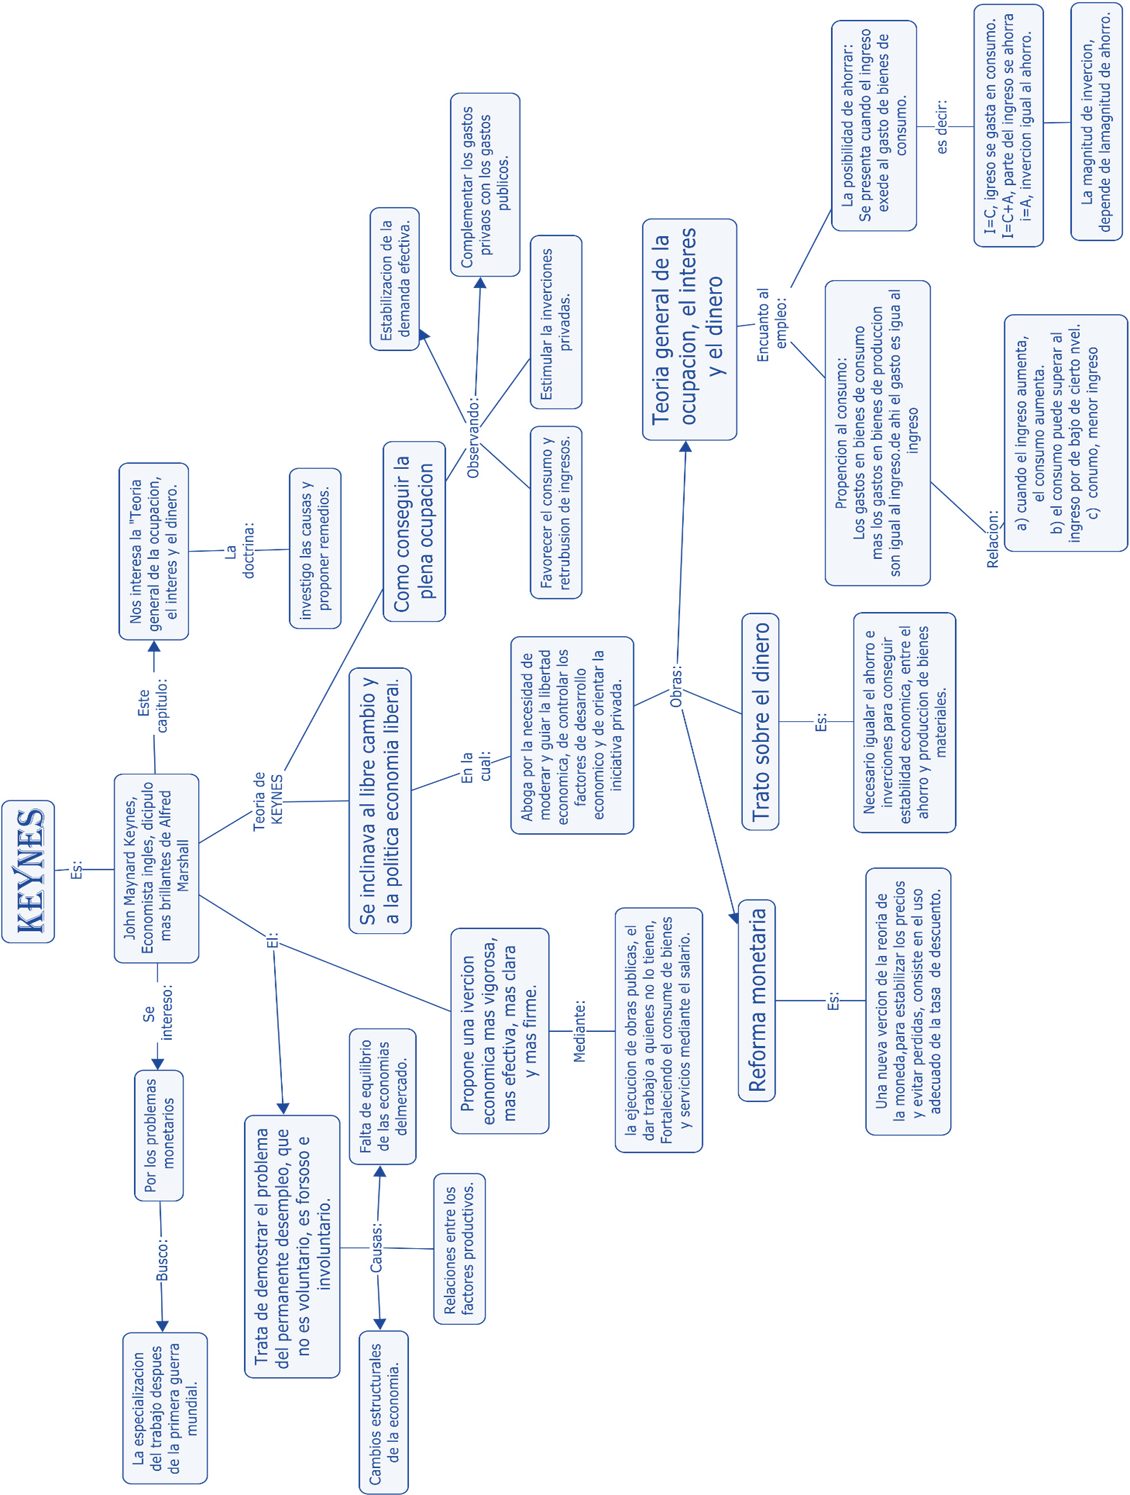 KEYNES
Es:
John Maynard Keynes,
Economista ingles, dicipulo
mas brillantes de Alfred
Marshall
Se
intereso:
Por los problemas
monetarios
Busco:
La especializacion
del trabajo despues
de la primera guerra
mundial.
Este
capitulo:
Nos interesa la "Teoria
general de la ocupacion,
el interes y el dinero.
La
doctrina:
investigo las causas y
proponer remedios.
El:
Trata de demostrar el problema
del permanente desempleo, que
no es voluntario, es forsoso e
involuntario.
Causas:
Cambios estructurales
de la economia.
Relaciones entre los
factores productivos.
Falta de equilibrio
de las economias
delmercado.
Propone una ivercion
economica mas vigorosa,
mas efectiva, mas clara
y mas firme.
Mediante:
la ejecucion de obras publicas, el
dar trabajo a quienes no lo tienen,
Fortaleciendo el consume de bienes
y servicios mediante el salario.
Teoria de
KEYNES
Se inclinava al libre cambio y
a la politica economia liberal.
En la
cual:
Aboga por la necesidad de
moderar y guiar la libertad
economica, de controlar los
factores de desarrollo
economico y de orientar la
iniciativa privada.
Como conseguir la
plena ocupacion
Observando:
Favorecer el consumo y
retrubusion de ingresos.
Estimular la inverciones
privadas.
Estabilizacion de la
demanda efectiva.
Complementar los gastos
privaos con los gastos
publicos.
Obras:
Reforma monetaria
Es:
Una nueva vercion de la reoria de
la moneda,para estabilizar los precios
y evitar perdidas, consiste en el uso
adecuado de la tasa de descuento.
Trato sobre el dinero
Es:
Necesario igualar el ahorro e
inverciones para conseguir
estabilidad economica, entre el
ahorro y produccion de bienes
materiales.
Teoria general de la
ocupacion, el interes
y el dinero
Encuanto al
empleo:
Propencion al consumo:
Los gastos en bienes de consumo
mas los gastos en bienes de produccion
son igual al ingreso.de ahi el gasto es igua al
ingreso
Relacion:
a) cuando el ingreso aumenta,
el consumo aumenta.
b) el consumo puede superar al
ingreso por de bajo de cierto nvel.
c) conumo, menor ingreso
La posibilidad de ahorrar:
Se presenta cuando el ingreso
exede al gasto de bienes de
consumo.
es decir:
I=C, igreso se gasta en consumo.
I=C+A, parte del ingreso se ahorra
i=A, invercion igual al ahorro.
La magnitud de invercion,
depende de lamagnitud de ahorro.